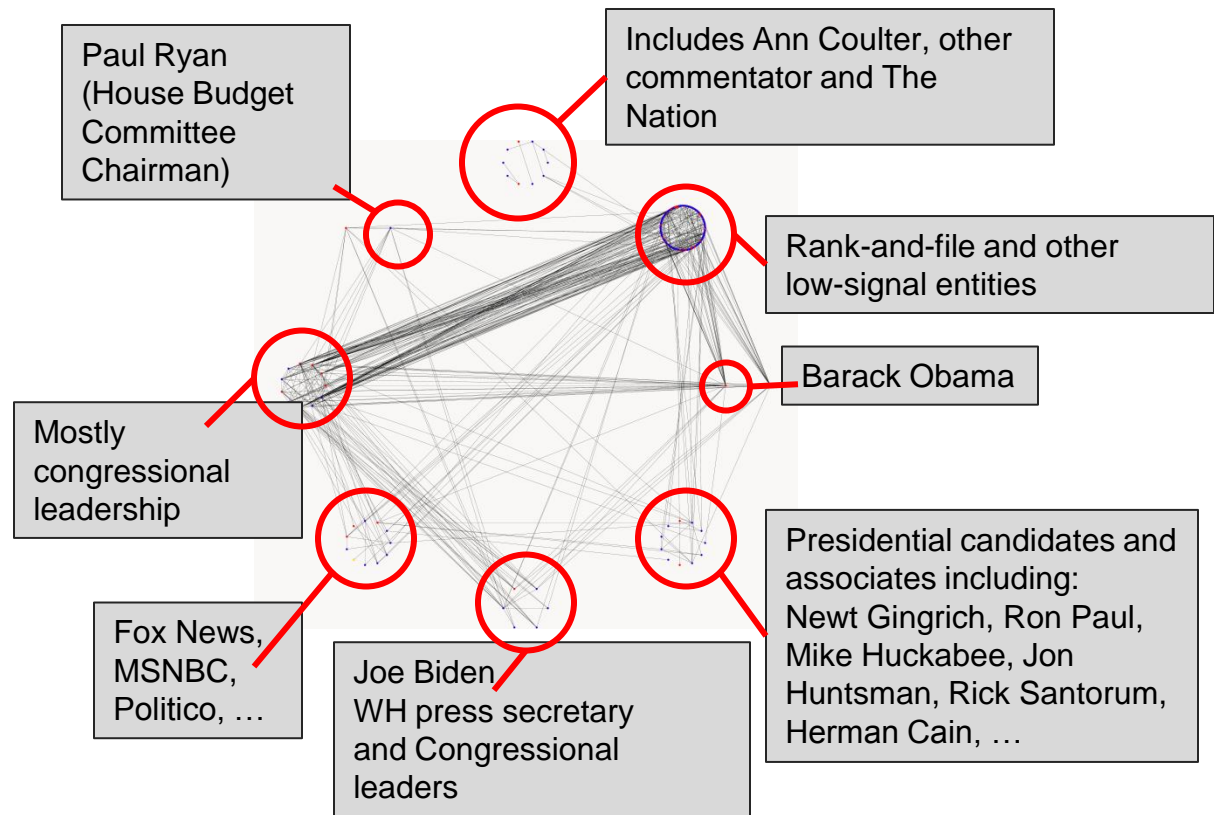 Paul Ryan
(House Budget
Committee
Chairman)
Includes Ann Coulter, other
commentator and The
Nation
Rank-and-file and other
low-signal entities
Barack Obama
Mostly
congressional
leadership
Fox News,
MSNBC,
Politico, …
Joe Biden
WH press secretary
and Congressional
leaders
Presidential candidates and
associates including:
Newt Gingrich, Ron Paul,
Mike Huckabee, Jon
Huntsman, Rick Santorum,
Herman Cain, …